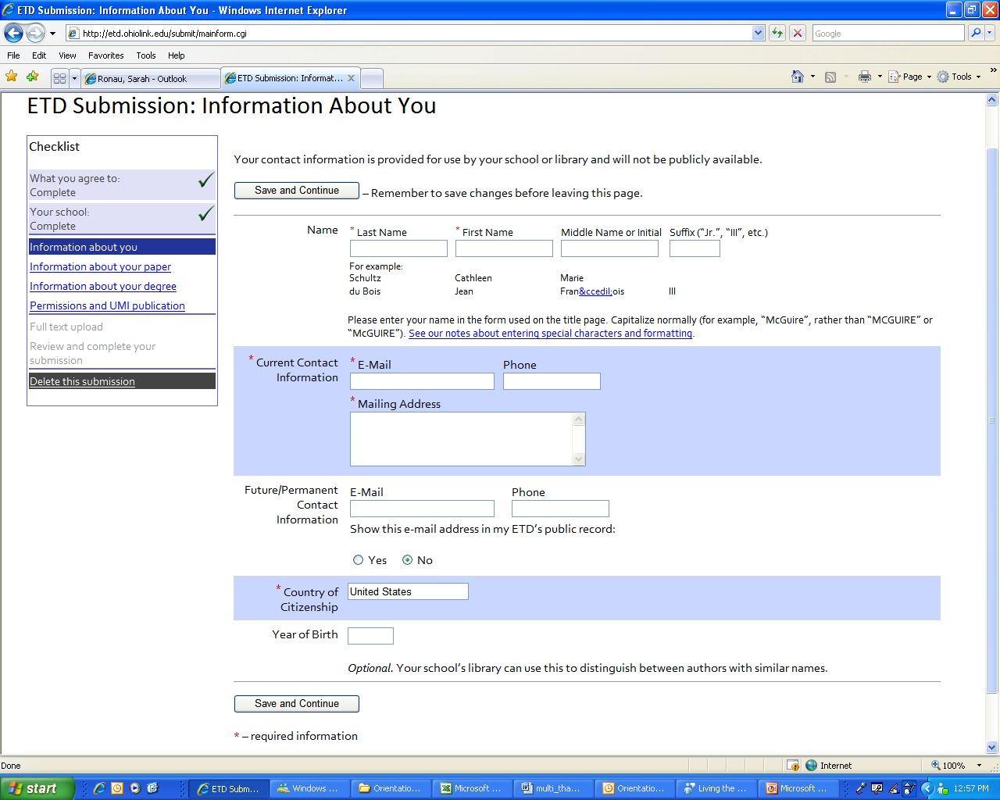 ETD Submission: Information About You - Windows Internet Explorer
http://etd.ohiolink.edu/submit/mainform.cgi
Google
File Edit View Favorites Tools Help
Ronau, Sarah - Outlook
ETD Submission: Informat...
Page
Tools
ETD Submission: Information About You
Checklist
What you agree to:
Complete
Your school:
Complete
Information about you
Information about your paper
Information about your degree
Permissions and UMI publication
Full text upload
Review and complete your
submission
Delete this submission
Your contact information is provided for use by your school or library and will not be publicly available.
Save and Continue – Remember to save changes before leaving this page.
Name * Last Name * First Name Middle Name or Initial Suffix (“Jr.”, “III”, etc.)
For example:
Schultz Cathleen Marie
du Bois Jean Fran&ccedil;ois III
Please enter your name in the form used on the title page. Capitalize normally (for example, “McGuire”, rather than “MCGUIRE” or
“McGUIRE”). See our notes about entering special characters and formatting.
* Current Contact
Information
* E-Mail Phone
* Mailing Address
Future/Permanent
Contact
Information
E-Mail Phone
Show this e-mail address in my ETD’s public record:
Yes No
* Country of
Citizenship
United States
Year of Birth
Optional. Your school’s library can use this to distinguish between authors with similar names.
Save and Continue
* – required information
Done
Internet
100%
start
ETD Subm...
Windows ...
Orientatio...
Microsoft ...
multi_tha...
Orientatio...
Living the ...
Microsoft ...
12:57 PM